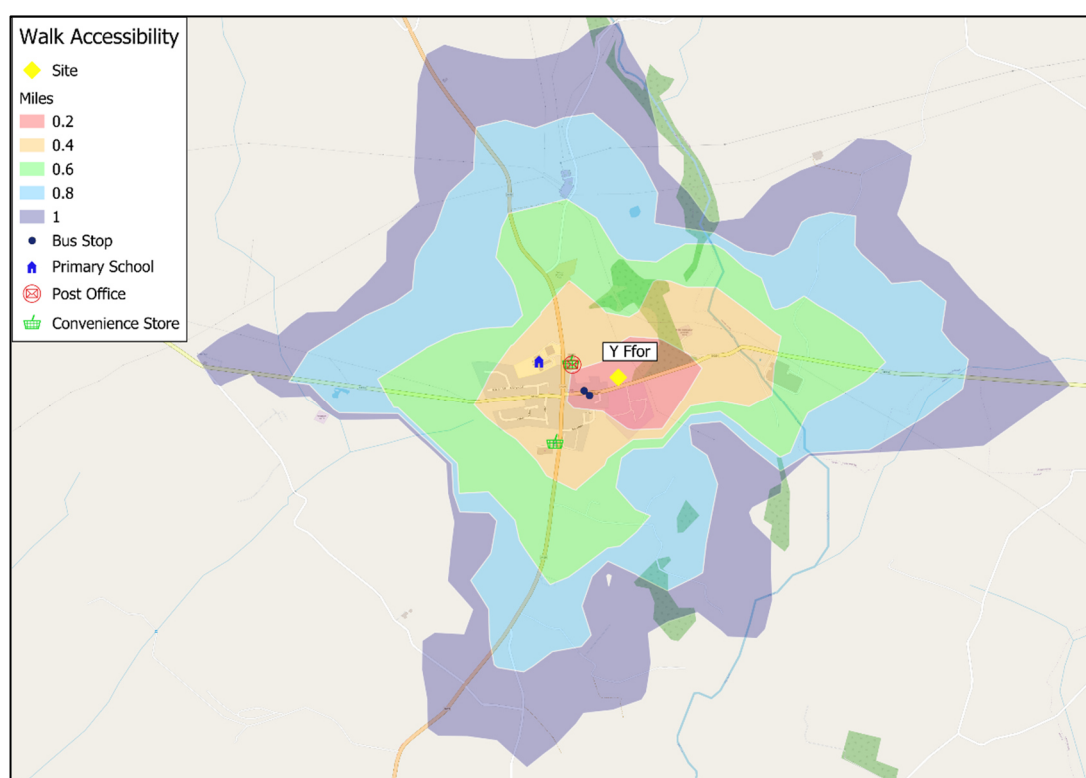 Walk Accessibility
Site
Miles
0.2
0.4
0.6
0.8
1
Bus Stop
Primary School
Post Office
Convenience Store
Y Ffor